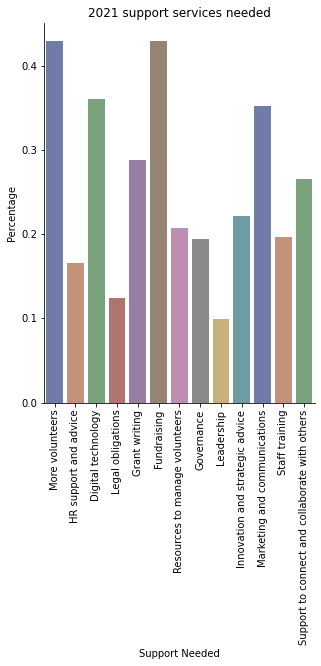 2021 support services needed
Percentage
0.4
0.3
0.2
0.1
0.0
More volunteers
HR support and advice
Digital technology
Legal obligations
Grant writing
Fundraising
Resources to manage volunteers
Governance
Leadership
Innovation and strategic advice
Marketing and communications
Staff training
Support to connect and collaborate with others
Support Needed